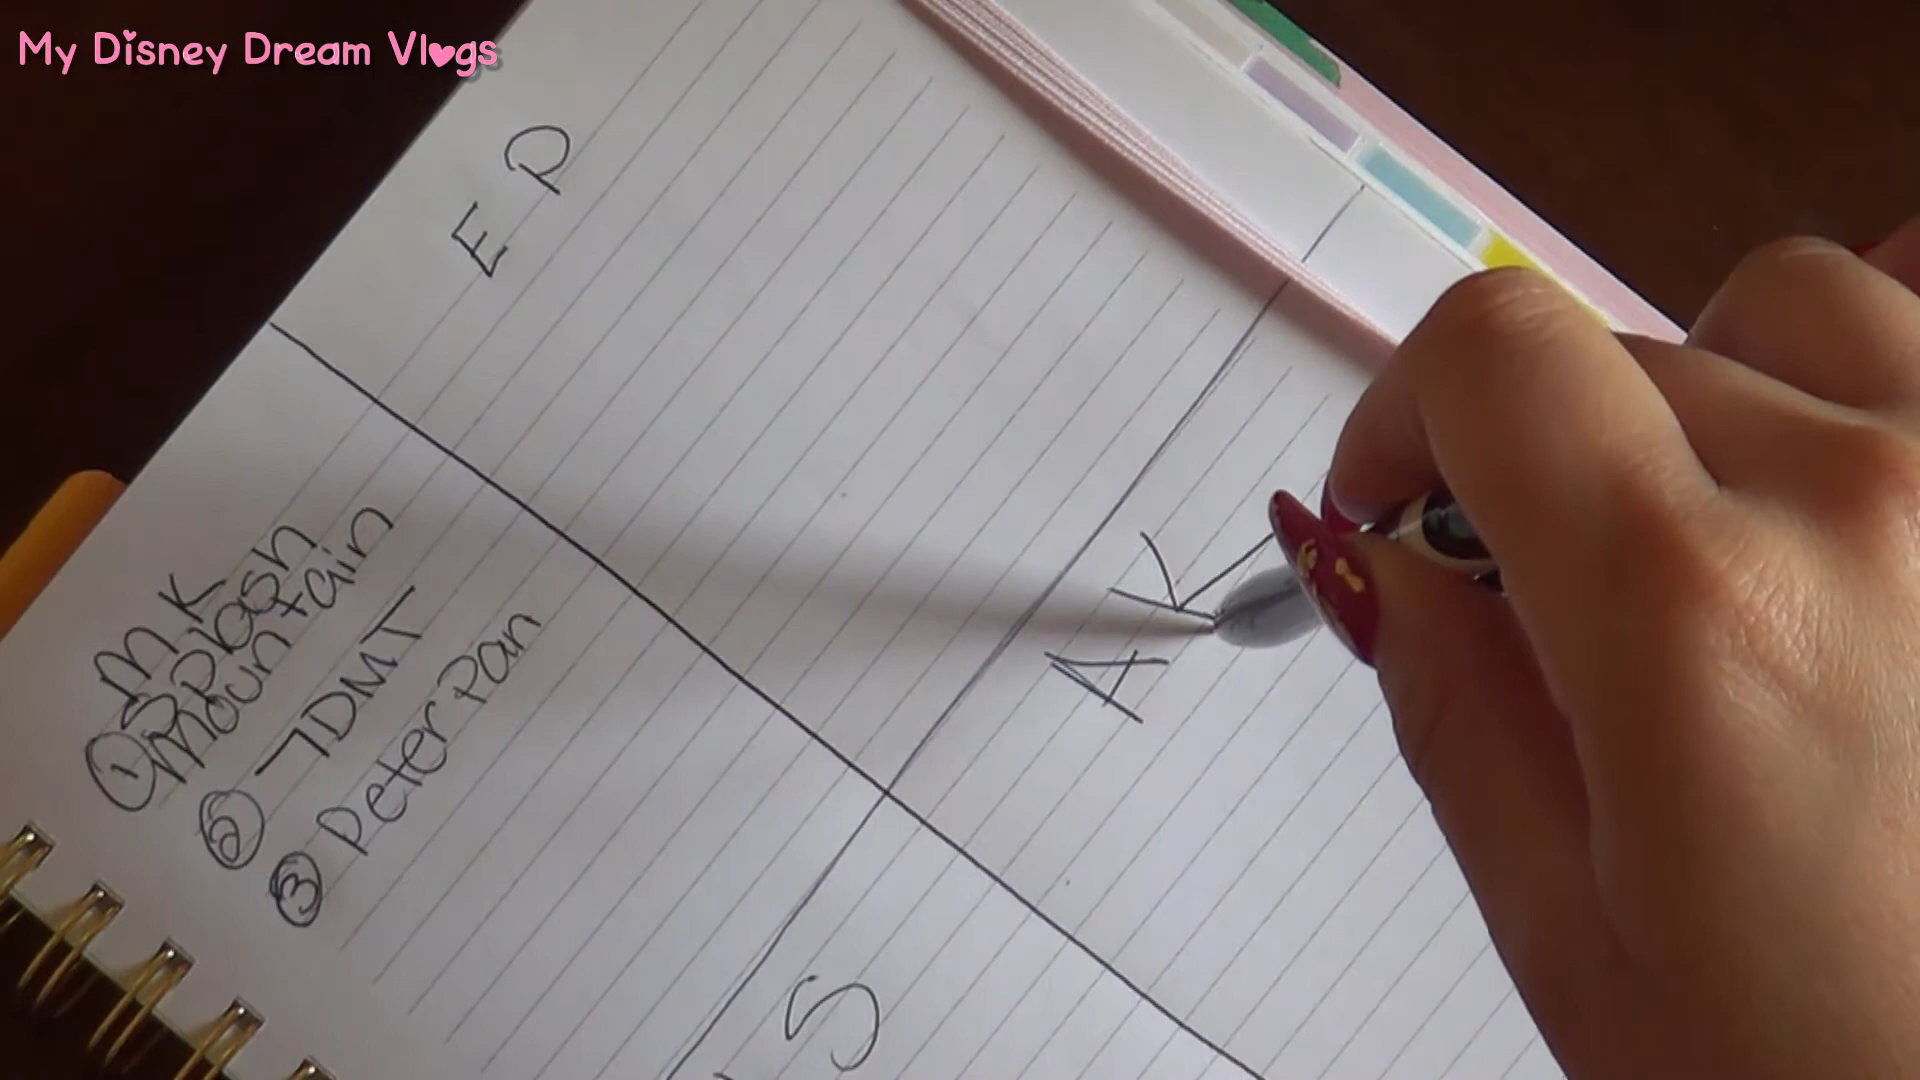 My Disney Dream Vlogs
MK
① Splash
Mountain
② 7DMT
③ Peter Pan
EP
AK
S